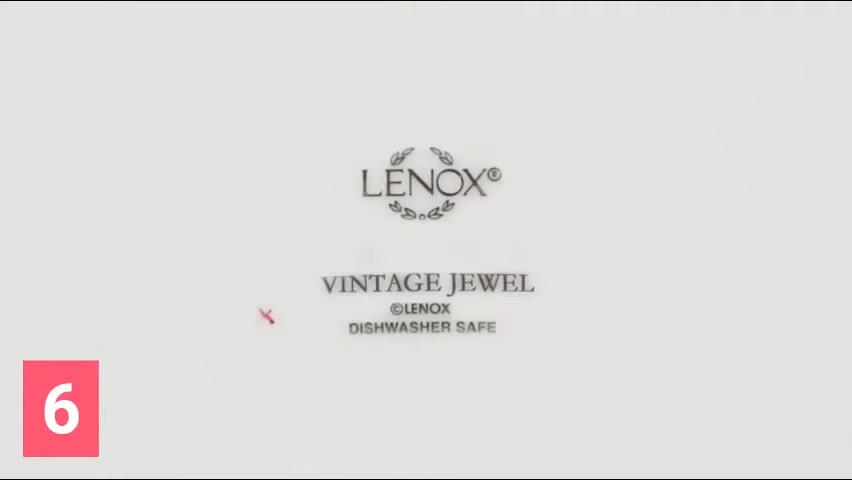 LENOX®
VINTAGE JEWEL
©LENOX
DISHWASHER SAFE
6